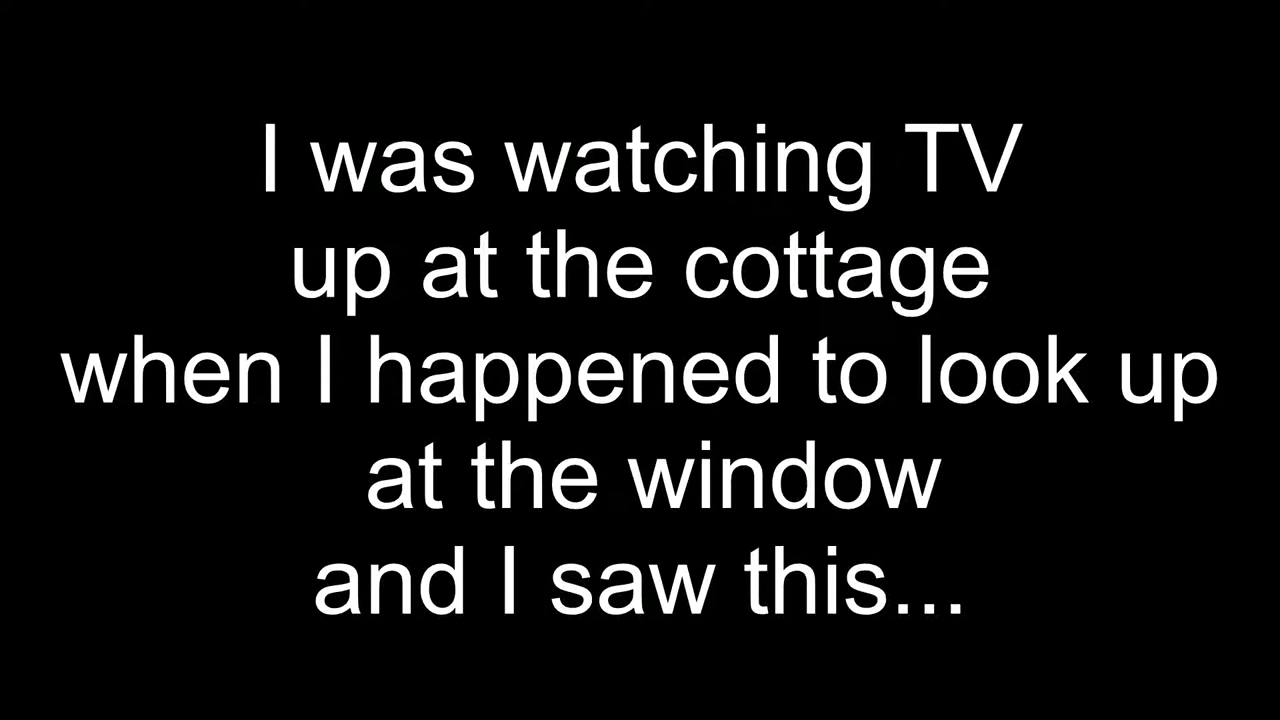 I was watching TV
up at the cottage
when I happened to look up
at the window
and I saw this...